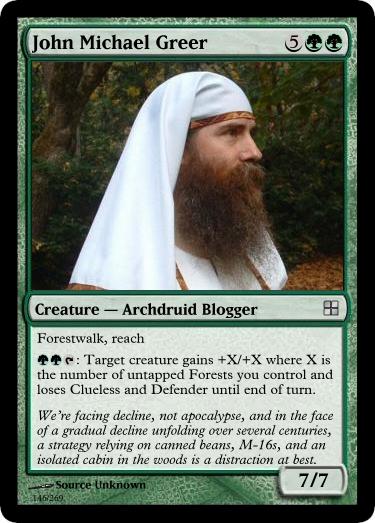 John Michael Greer 5
Creature — Archdruid Blogger
Forestwalk, reach
: Target creature gains +X/+X where X is
the number of untapped Forests you control and
loses Clueless and Defender until end of turn.
We're facing decline, not apocalypse, and in the face
of a gradual decline unfolding over several centuries,
a strategy relying on canned beans, M-16s, and an
isolated cabin in the woods is a distraction at best.
7/7
Source Unknown
146/269